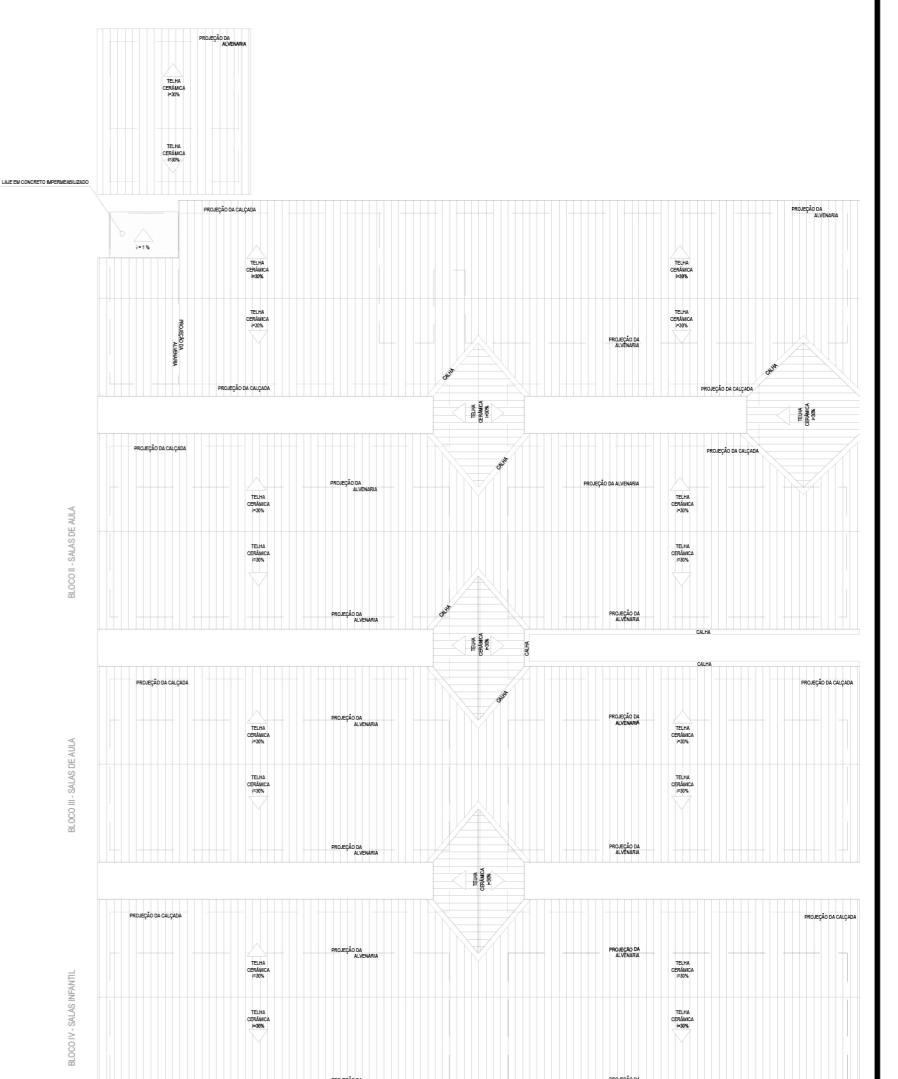 PROJEÇÃO DA
ALVENARIA
TELHA
CERÂMICA
i=30%
TELHA
CERÂMICA
i=30%
LAJE EM CONCRETO IMPERMEABILIZADO
i = 1 %
PROJEÇÃO DA CALÇADA
PROJEÇÃO DA
ALVENARIA
TELHA
CERÂMICA
i=30%
TELHA
CERÂMICA
i=30%
TELHA
CERÂMICA
i=30%
TELHA
CERÂMICA
i=30%
PROJEÇÃO DA
ALVENARIA
PROJEÇÃO DA
ALVENARIA
CALHA
CALHA
PROJEÇÃO DA CALÇADA
PROJEÇÃO DA CALÇADA
TELHA
CERÂMICA
i=30%
TELHA
CERÂMICA
i=30%
PROJEÇÃO DA CALÇADA
PROJEÇÃO DA CALÇADA
CALHA
PROJEÇÃO DA
ALVENARIA
PROJEÇÃO DA ALVENARIA
TELHA
CERÂMICA
i=30%
TELHA
CERÂMICA
i=30%
BLOCO II - SALAS DE AULA
TELHA
CERÂMICA
i=30%
TELHA
CERÂMICA
i=30%
PROJEÇÃO DA
ALVENARIA
CALHA
PROJEÇÃO DA
ALVENARIA
TELHA
CERÂMICA
i=30%
CALHA
CALHA
CALHA
PROJEÇÃO DA CALÇADA
PROJEÇÃO DA CALÇADA
CALHA
PROJEÇÃO DA
ALVENARIA
PROJEÇÃO DA
ALVENARIA
TELHA
CERÂMICA
i=30%
TELHA
CERÂMICA
i=30%
BLOCO III - SALAS DE AULA
TELHA
CERÂMICA
i=30%
TELHA
CERÂMICA
i=30%
PROJEÇÃO DA
ALVENARIA
PROJEÇÃO DA
ALVENARIA
TELHA
CERÂMICA
i=30%
PROJEÇÃO DA CALÇADA
PROJEÇÃO DA CALÇADA
PROJEÇÃO DA
ALVENARIA
PROJEÇÃO DA
ALVENARIA
TELHA
CERÂMICA
i=30%
TELHA
CERÂMICA
i=30%
BLOCO IV - SALAS INFANTIL
TELHA
CERÂMICA
i=30%
TELHA
CERÂMICA
i=30%